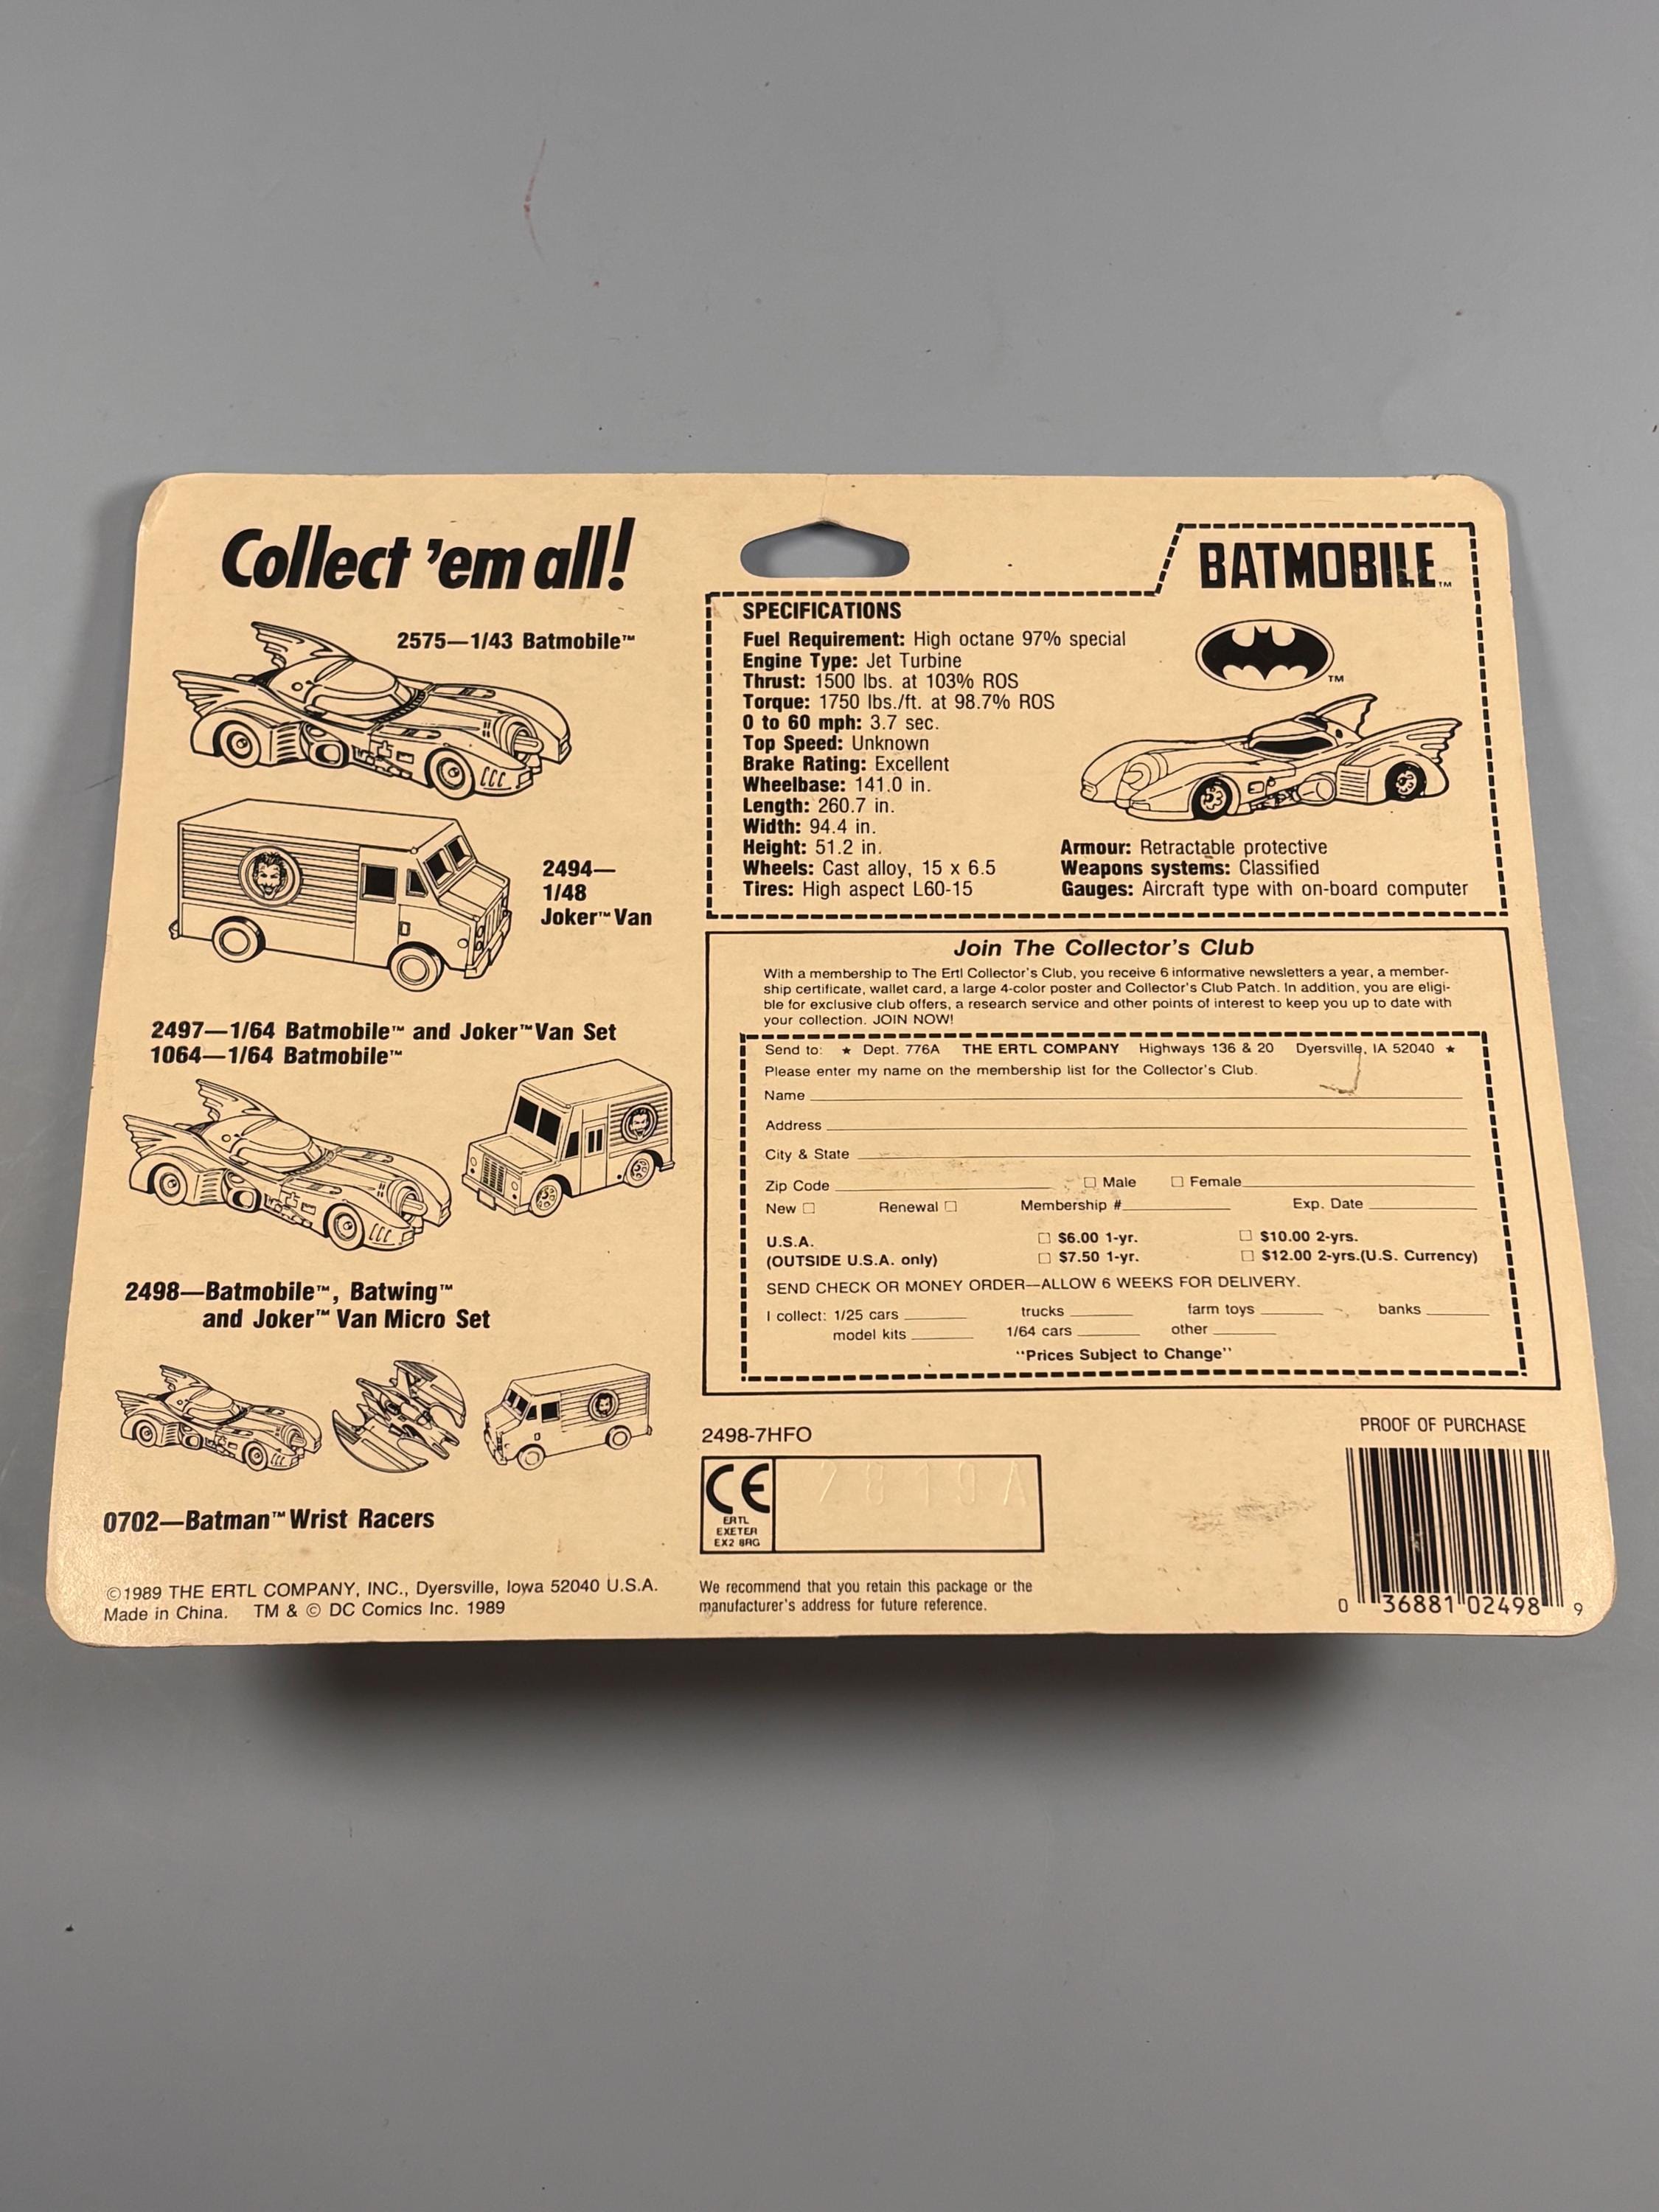 Collect 'em all!
2575—1/43 Batmobile™
2494—
1/48
Joker™ Van
2497—1/64 Batmobile™ and Joker™ Van Set
1064—1/64 Batmobile™
2498—Batmobile™, Batwing™
and Joker™ Van Micro Set
0702—Batman™ Wrist Racers
©1989 THE ERTL COMPANY, INC., Dyersville, Iowa 52040 U.S.A.
Made in China. TM & © DC Comics Inc. 1989
BATMOBILE™
SPECIFICATIONS
Fuel Requirement: High octane 97% special
Engine Type: Jet Turbine
Thrust: 1500 lbs. at 103% ROS
Torque: 1750 lbs./ft. at 98.7% ROS
0 to 60 mph: 3.7 sec.
Top Speed: Unknown
Brake Rating: Excellent
Wheelbase: 141.0 in.
Length: 260.7 in.
Width: 94.4 in.
Height: 51.2 in.
Wheels: Cast alloy, 15 x 6.5
Tires: High aspect L60-15
TM
Armour: Retractable protective
Weapons systems: Classified
Gauges: Aircraft type with on-board computer
Join The Collector's Club
With a membership to The Ertl Collector's Club, you receive 6 informative newsletters a year, a member-
ship certificate, wallet card, a large 4-color poster and Collector's Club Patch. In addition, you are eligi-
ble for exclusive club offers, a research service and other points of interest to keep you up to date with
your collection. JOIN NOW!
Send to: ★ Dept. 776A THE ERTL COMPANY Highways 136 & 20 Dyersville, IA 52040 ★
Please enter my name on the membership list for the Collector's Club.
Name
Address
City & State
Zip Code □ Male □ Female
New □ Renewal □ Membership # Exp. Date
U.S.A. □ $6.00 1-yr. □ $10.00 2-yrs.
(OUTSIDE U.S.A. only) □ $7.50 1-yr. □ $12.00 2-yrs.(U.S. Currency)
SEND CHECK OR MONEY ORDER—ALLOW 6 WEEKS FOR DELIVERY.
I collect: 1/25 cars trucks farm toys banks
model kits 1/64 cars other
"Prices Subject to Change"
2498-7HFO
CE
ERTL
EXETER
EX2 8RG
We recommend that you retain this package or the
manufacturer's address for future reference.
PROOF OF PURCHASE
0 36881 02498 9